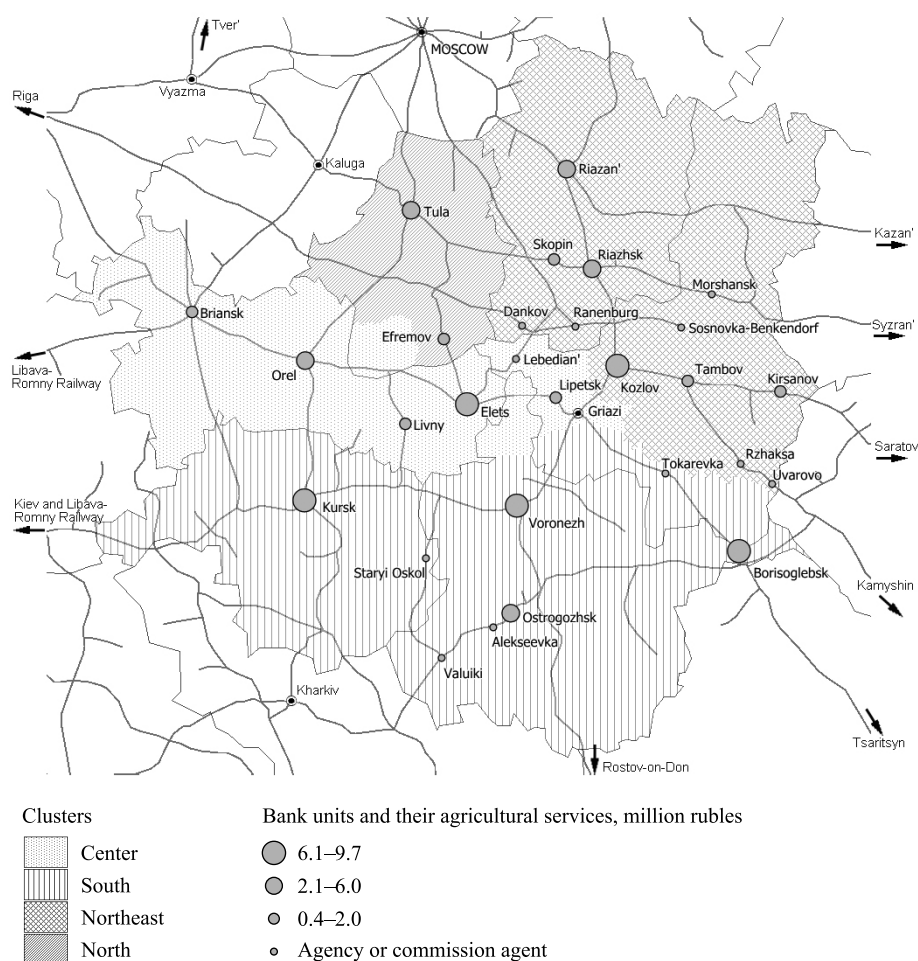 Tver'
MOSCOW
Riga
Vyazma
Kaluga
Riazan'
Tula
Kazan'
Skopin
Riazhsk
Morshansk
Briansk
Dankov
Ranenburg
Syzran'
Sosnovka-Benkendorf
Efremov
Libava-
Romny Railway
Orel
Lebedian'
Kozlov
Tambov
Kirsanov
Lipetsk
Elets
Griazi
Livny
Saratov
Rzhaksa
Tokarevka
Uvarovo
Kiev and Libava-
Romny Railway
Kursk
Voronezh
Staryi Oskol
Borisoglebsk
Kamyshin
Ostrogozhsk
Alekseevka
Valuiki
Kharkiv
Tsaritsyn
Rostov-on-Don
Clusters
Center
South
Northeast
North
Bank units and their agricultural services, million rubles
6.1–9.7
2.1–6.0
0.4–2.0
Agency or commission agent